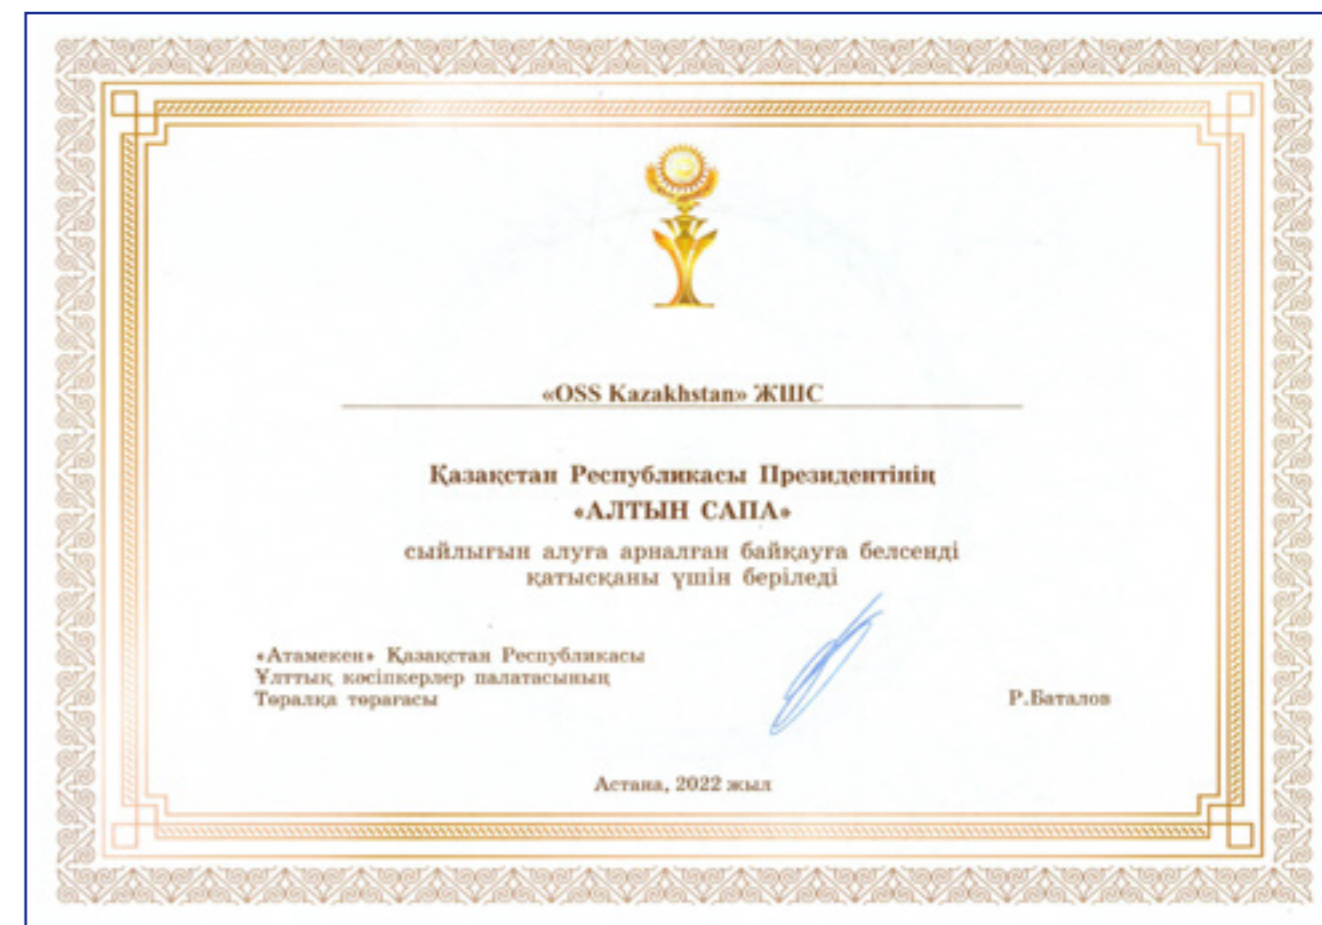 «OSS Kazakhstan» ЖШС
Қазақстан Республикасы Президентінің
«АЛТЫН САПА»
сыйлығын алуға арналған байқауға белсенді
қатысқаны үшін беріледі
«Атамекен» Қазақстан Республикасы
Ұлттық кәсіпкерлер палатасының
Төралқа төрағасы
Р.Баталов
Астана, 2022 жыл